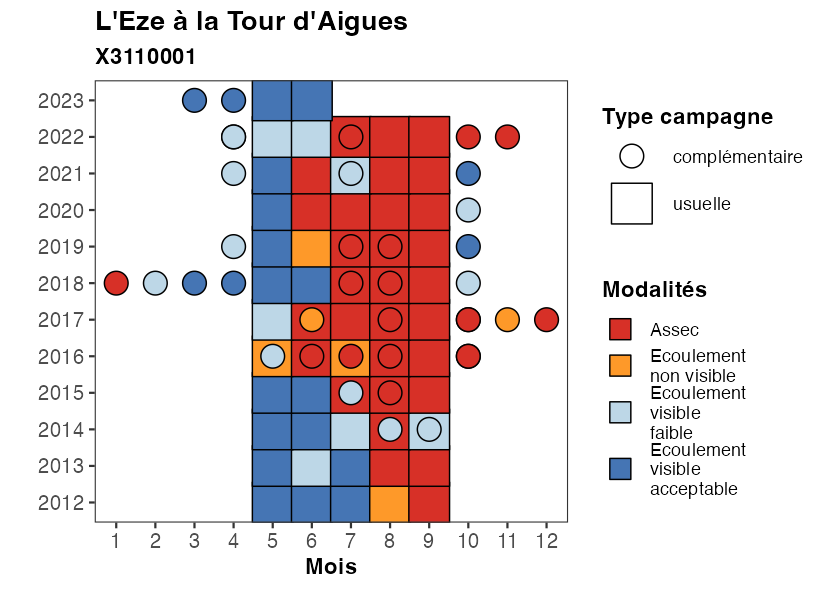 L'Eze à la Tour d'Aigues
X3110001
2023
2022
2021
2020
2019
2018
2017
2016
2015
2014
2013
2012
1 2 3 4 5 6 7 8 9 10 11 12
Mois
Type campagne
complémentaire
usuelle
Modalités
Assec
Ecoulement
non visible
Ecoulement
visible
faible
Ecoulement
visible
acceptable